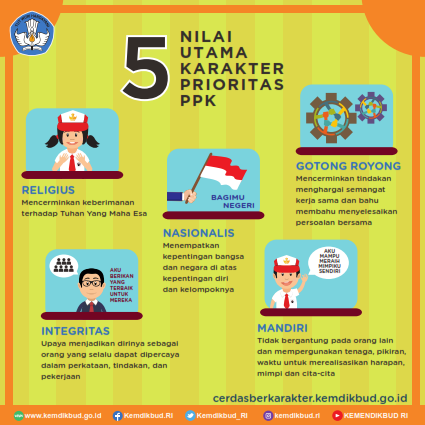 5 NILAI
UTAMA
KARAKTER
PRIORITAS
PPK
RELIGIUS
Mencerminkan keberimanan
terhadap Tuhan Yang Maha Esa
BAGIMU
NEGERI
NASIONALIS
Menempatkan
kepentingan bangsa
dan negara di atas
kepentingan diri
dan kelompoknya
GOTONG ROYONG
Mencerminkan tindakan
menghargai semangat
kerja sama dan bahu
membahu menyelesaikan
persoalan bersama
AKU
BERIKAN
YANG
TERBAIK
UNTUK
MEREKA
INTEGRITAS
Upaya menjadikan dirinya sebagai
orang yang selalu dapat dipercaya
dalam perkataan, tindakan, dan
pekerjaan
AKU
MAMPU
MERAIH
MIMPIKU
SENDIRI
MANDIRI
Tidak bergantung pada orang lain
dan mempergunakan tenaga, pikiran,
waktu untuk merealisasikan harapan,
mimpi dan cita-cita
cerdasberkarakter.kemdikbud.go.id
www.kemdikbud.go.id Kemdikbud.RI Kemdikbud_RI kemdikbud.ri KEMENDIKBUD RI